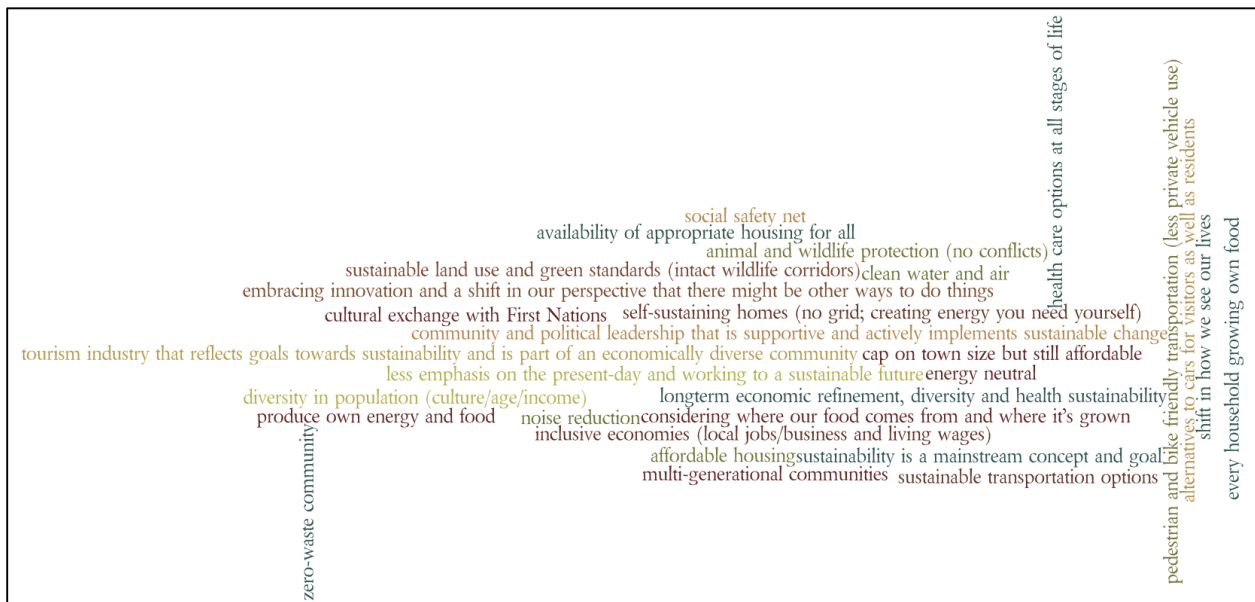 social safety net
availability of appropriate housing for all
animal and wildlife protection (no conflicts)
sustainable land use and green standards (intact wildlife corridors)
clean water and air
embracing innovation and a shift in our perspective that there might be other ways to do things
cultural exchange with First Nations
self-sustaining homes (no grid; creating energy you need yourself)
community and political leadership that is supportive and actively implements sustainable change
tourism industry that reflects goals towards sustainability and is part of an economically diverse community
cap on town size but still affordable
less emphasis on the present-day and working to a sustainable future
energy neutral
diversity in population (culture/age/income)
longterm economic refinement, diversity and health sustainability
produce own energy and food
noise reduction
considering where our food comes from and where it's grown
inclusive economies (local jobs/business and living wages)
affordable housing
sustainability is a mainstream concept and goal
multi-generational communities
sustainable transportation options
zero-waste community
health care options at all stages of life
pedestrian and bike friendly transportation (less private vehicle use)
alternatives to cars for visitors as well as residents
shift in how we see our lives
every household growing own food